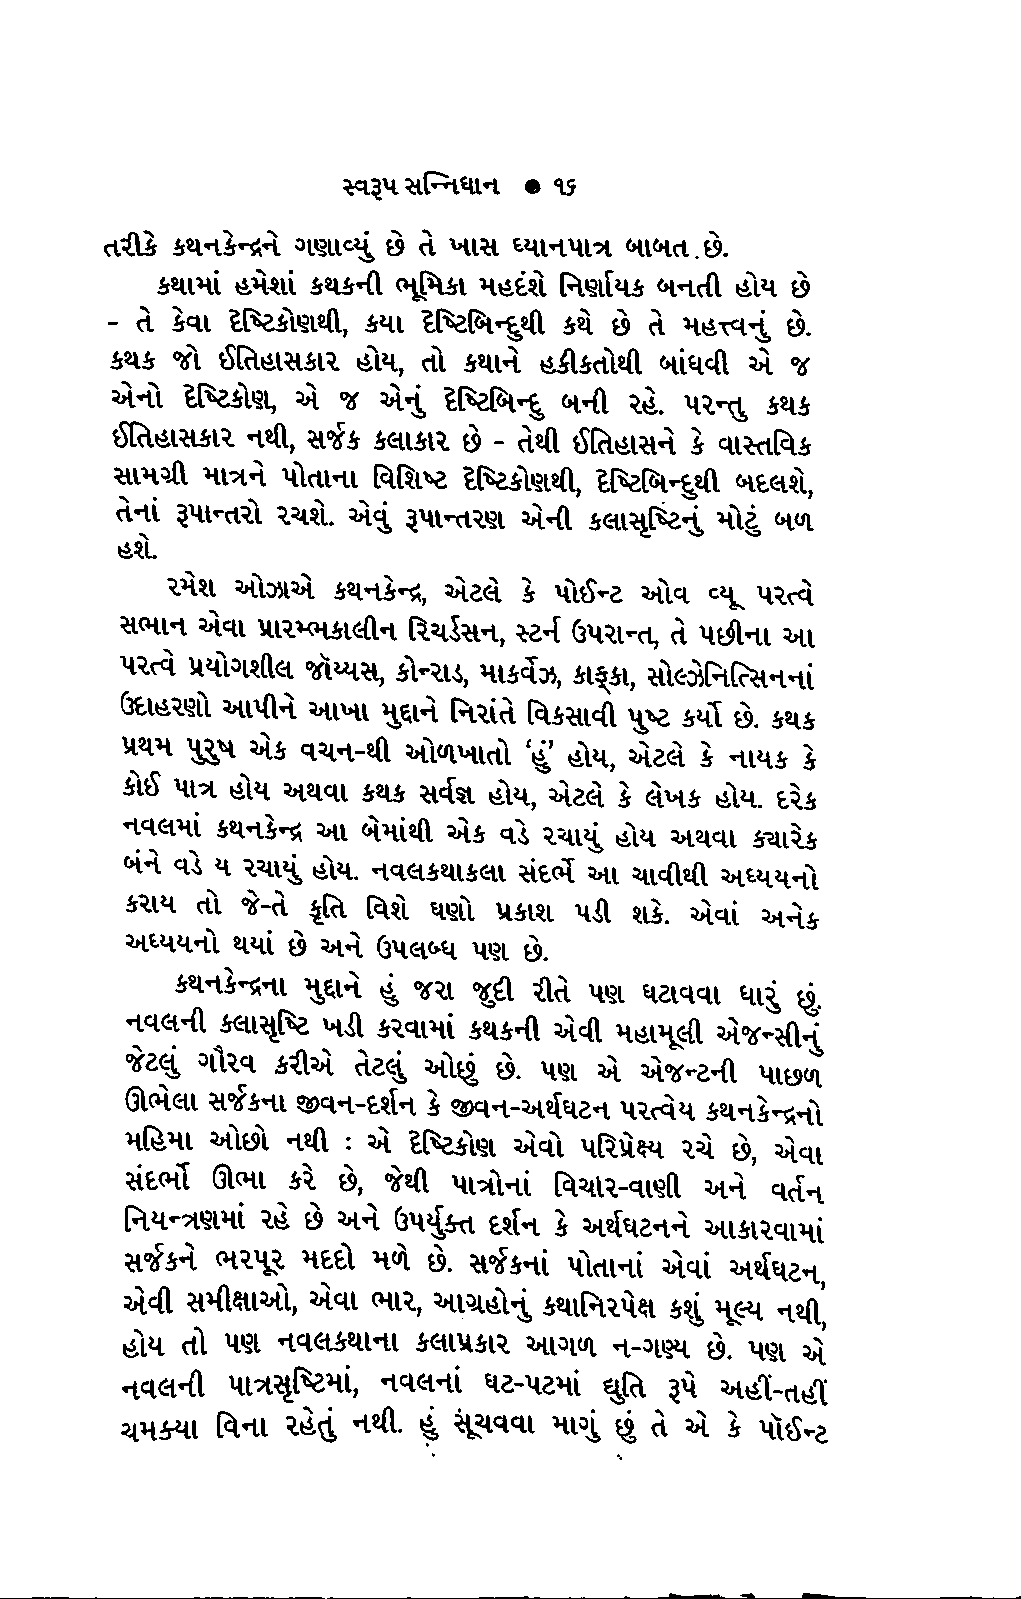 સ્વરૂપ સન્નિધાન ● ૧૬
તરીકે કથનકેન્દ્રને ગણાવ્યું છે તે ખાસ ધ્યાનપાત્ર બાબત છે.
કથામાં હમેશાં કથકની ભૂમિકા મહદંશે નિર્ણાયક બનતી હોય છે
- તે કેવા દૃષ્ટિકોણથી, કયા દૃષ્ટિબિન્દુથી કથે છે તે મહત્ત્વનું છે.
કથક જો ઈતિહાસકાર હોય, તો કથાને હકીકતોથી બાંધવી એ જ
એનો દૃષ્ટિકોણ, એ જ એનું દૃષ્ટિબિન્દુ બની રહે. પરન્તુ કથક
ઈતિહાસકાર નથી, સર્જક કલાકાર છે - તેથી ઈતિહાસને કે વાસ્તવિક
સામગ્રી માત્રને પોતાના વિશિષ્ટ દૃષ્ટિકોણથી, દૃષ્ટિબિન્દુથી બદલશે,
તેનાં રૂપાન્તરો રચશે. એવું રૂપાન્તરણ એની કલાસૃષ્ટિનું મોટું બળ
હશે.
રમેશ ઓઝાએ કથનકેન્દ્ર, એટલે કે પોઈન્ટ ઓવ વ્યૂ પરત્વે
સભાન એવા પ્રારમ્ભકાલીન રિચર્ડસન, સ્ટર્ન ઉપરાન્ત, તે પછીના આ
પરત્વે પ્રયોગશીલ જૉય્યસ, કોન્રાડ, માર્ક્વેઝ, કાફ્કા, સોલ્ઝેનિત્સિનનાં
ઉદાહરણો આપીને આખા મુદ્દાને નિરાંતે વિકસાવી પુષ્ટ કર્યો છે. કથક
પ્રથમ પુરુષ એક વચન-થી ઓળખાતો ‘હું’ હોય, એટલે કે નાયક કે
કોઈ પાત્ર હોય અથવા કથક સર્વજ્ઞ હોય, એટલે કે લેખક હોય. દરેક
નવલમાં કથનકેન્દ્ર આ બેમાંથી એક વડે રચાયું હોય અથવા ક્યારેક
બંને વડે ય રચાયું હોય. નવલકથાકલા સંદર્ભે આ ચાવીથી અધ્યયનો
કરાય તો જે-તે કૃતિ વિશે ઘણો પ્રકાશ પડી શકે. એવાં અનેક
અધ્યયનો થયાં છે અને ઉપલબ્ધ પણ છે.
કથનકેન્દ્રના મુદ્દાને હું જરા જુદી રીતે પણ ઘટાવવા ધારું છું.
નવલની કલાસૃષ્ટિ ખડી કરવામાં કથકની એવી મહામૂલી એજન્સીનું
જેટલું ગૌરવ કરીએ તેટલું ઓછું છે. પણ એ એજન્ટની પાછળ
ઊભેલા સર્જકના જીવન-દર્શન કે જીવન-અર્થઘટન પરત્વેય કથનકેન્દ્રનો
મહિમા ઓછો નથી : એ દૃષ્ટિકોણ એવો પરિપ્રેક્ષ્ય રચે છે, એવા
સંદર્ભો ઊભા કરે છે, જેથી પાત્રોનાં વિચાર-વાણી અને વર્તન
નિયન્ત્રણમાં રહે છે અને ઉપર્યુક્ત દર્શન કે અર્થઘટનને આકારવામાં
સર્જકને ભરપૂર મદદો મળે છે. સર્જકનાં પોતાનાં એવાં અર્થઘટન,
એવી સમીક્ષાઓ, એવા ભાર, આગ્રહોનું કથાનિરપેક્ષ કશું મૂલ્ય નથી,
હોય તો પણ નવલકથાના કલાપ્રકાર આગળ ન-ગણ્ય છે. પણ એ
નવલની પાત્રસૃષ્ટિમાં, નવલનાં ઘટ-પટમાં દ્યુતિ રૂપે અહીં-તહીં
ચમક્યા વિના રહેતું નથી. હું સૂચવવા માગું છું તે એ કે પૉઈન્ટ